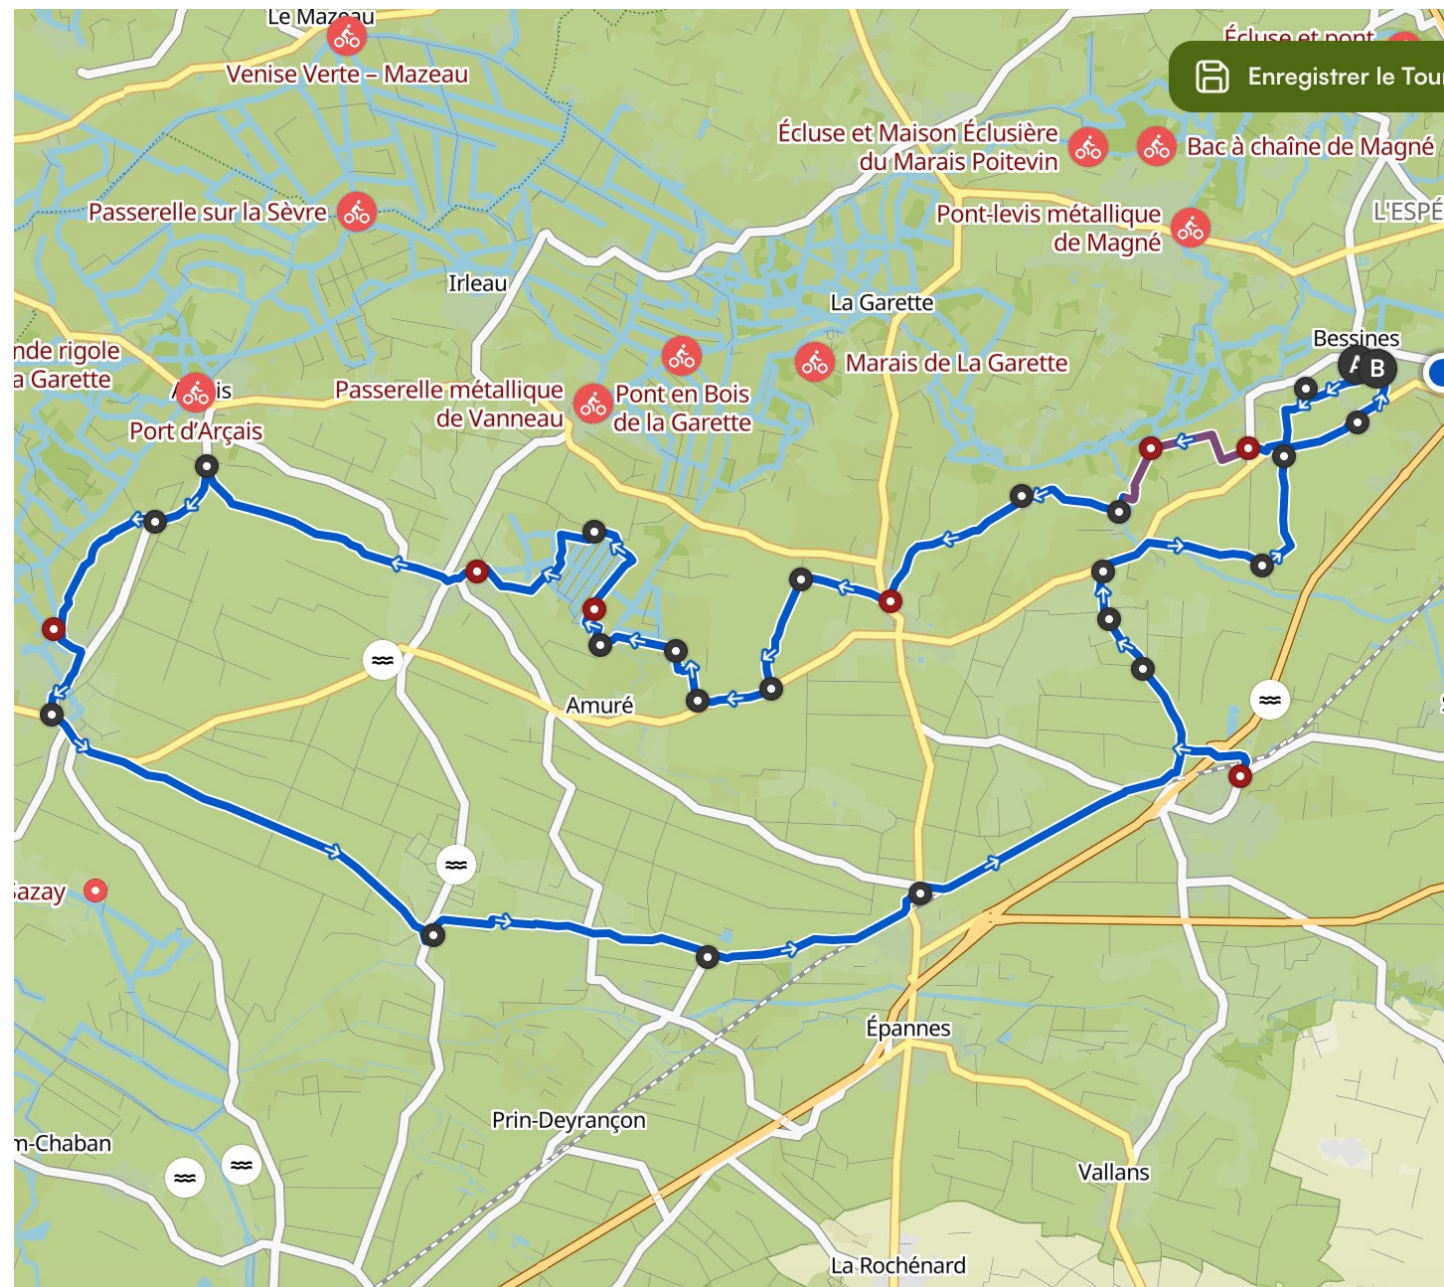 Le Mazeau
Venise Verte – Mazeau
Écluse et pont
Enregistrer le Tour
Écluse et Maison Éclusière
du Marais Poitevin
Bac à chaîne de Magné
Passerelle sur la Sèvre
Pont-levis métallique
de Magné
L'ESPÉ
Irleau
La Garette
Bessines
nde rigole
a Garette
Marais de La Garette
A
B
Passerelle métallique
de Vanneau
Pont en Bois
de la Garette
Port d'Arçais
Amuré
Sazay
Épannes
Prin-Deyrançon
m-Chaban
Vallans
La Rochénard